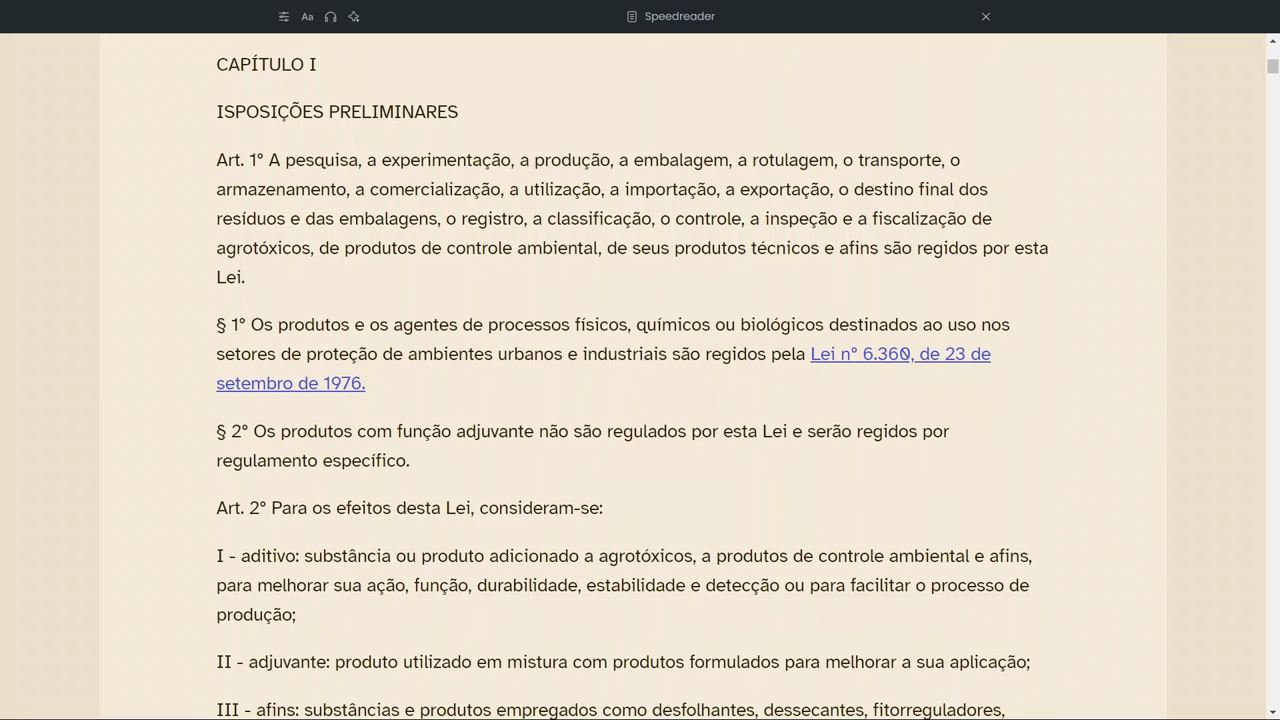 Aa
Speedreader
CAPÍTULO I
ISPOSIÇÕES PRELIMINARES
Art. 1º A pesquisa, a experimentação, a produção, a embalagem, a rotulagem, o transporte, o
armazenamento, a comercialização, a utilização, a importação, a exportação, o destino final dos
resíduos e das embalagens, o registro, a classificação, o controle, a inspeção e a fiscalização de
agrotóxicos, de produtos de controle ambiental, de seus produtos técnicos e afins são regidos por esta
Lei.
§ 1º Os produtos e os agentes de processos físicos, químicos ou biológicos destinados ao uso nos
setores de proteção de ambientes urbanos e industriais são regidos pela Lei nº 6.360, de 23 de
setembro de 1976.
§ 2º Os produtos com função adjuvante não são regulados por esta Lei e serão regidos por
regulamento específico.
Art. 2º Para os efeitos desta Lei, consideram-se:
I - aditivo: substância ou produto adicionado a agrotóxicos, a produtos de controle ambiental e afins,
para melhorar sua ação, função, durabilidade, estabilidade e detecção ou para facilitar o processo de
produção;
II - adjuvante: produto utilizado em mistura com produtos formulados para melhorar a sua aplicação;
III - afins: substâncias e produtos empregados como desfolhantes, dessecantes, fitorreguladores,